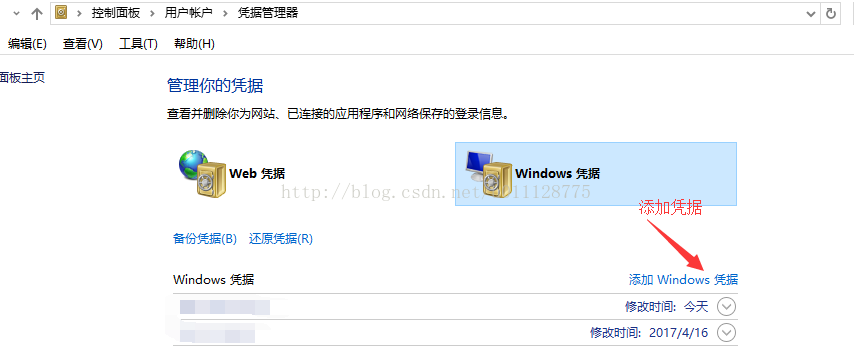 控制面板 > 用户帐户 > 凭据管理器
编辑(E) 查看(V) 工具(T) 帮助(H)
面板主页
管理你的凭据
查看并删除你为网站、已连接的应用程序和网络保存的登录信息。
Web 凭据 Windows 凭据
http://blog.csdn.net/
11128775
添加凭据
备份凭据(B) 还原凭据(R)
Windows 凭据 添加 Windows 凭据
修改时间: 今天
修改时间: 2017/4/16